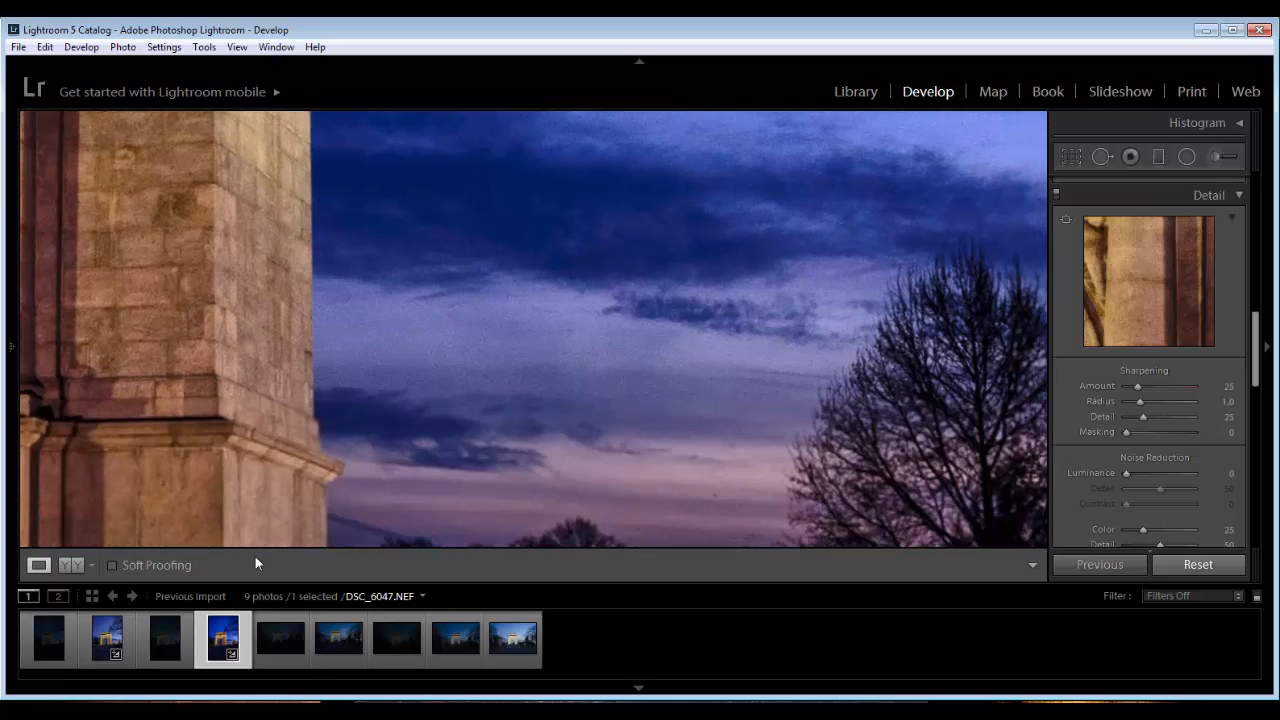 Lr Lightroom 5 Catalog - Adobe Photoshop Lightroom - Develop
File Edit Develop Photo Settings Tools View Window Help
Lr Get started with Lightroom mobile Library Develop Map Book Slideshow Print Web
Histogram
Detail
Sharpening
Amount 25
Radius 1.0
Detail 25
Masking 0
Noise Reduction
Luminance 0
Detail 50
Contrast 0
Color 25
Detail 50
YY Soft Proofing Previous Reset
1 2 Previous Import 9 photos /1 selected /DSC_6047.NEF Filter : Filters Off